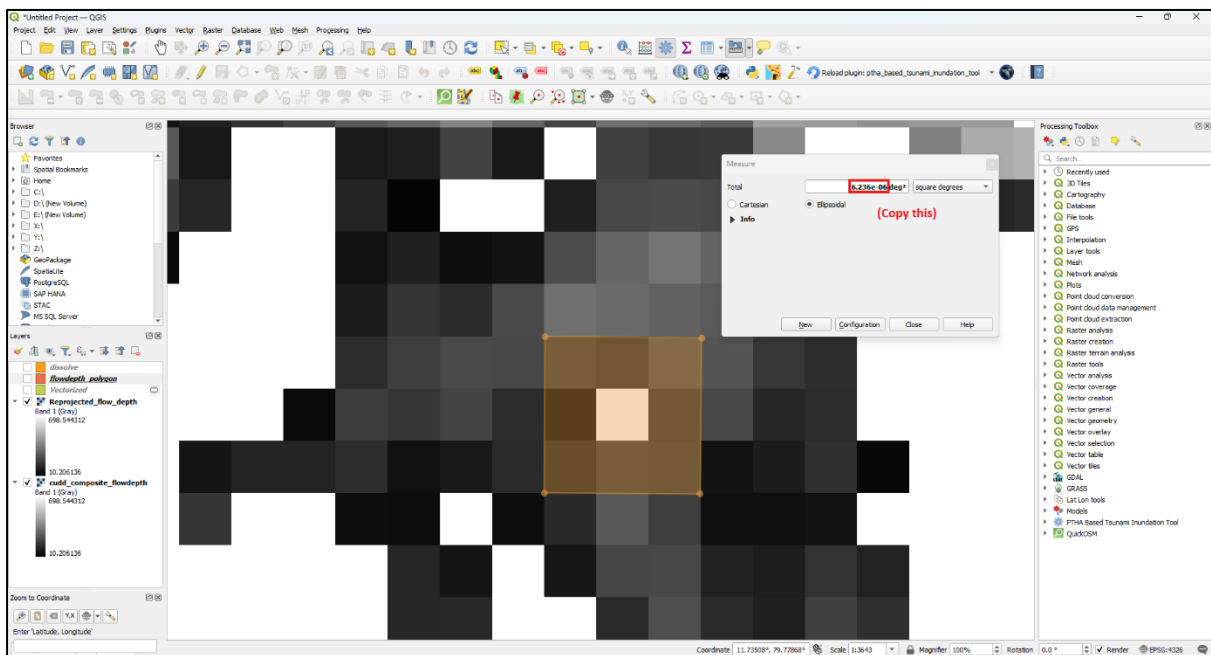 *Untitled Project — QGIS
Project Edit View Layer Settings Plugins Vector Raster Database Web Mesh Processing Help
Reload plugin: ptha_based_tsunami_inundation_tool
Browser
Favorites
Spatial Bookmarks
Home
C:\
D:\ (New Volume)
E:\ (New Volume)
X:\
Y:\
Z:\
GeoPackage
SpatiaLite
PostgreSQL
SAP HANA
STAC
MS SQL Server
Layers
dissolve
flowdepth_polygon
Vectorized
Reprojected_flow_depth
Band 1 (Gray)
698.544312
10.206136
cudd_composite_flowdepth
Band 1 (Gray)
698.544312
10.206136
Zoom to Coordinate
Y,X
Enter 'Latitude, Longitude'
Measure
Total 6.236e-06 deg² square degrees
Cartesian Ellipsoidal
(Copy this)
Info
New Configuration Close Help
Processing Toolbox
Search...
Recently used
3D Tiles
Cartography
Database
File tools
GPS
Interpolation
Layer tools
Mesh
Network analysis
Plots
Point cloud conversion
Point cloud data management
Point cloud extraction
Raster analysis
Raster creation
Raster terrain analysis
Raster tools
Vector analysis
Vector coverage
Vector creation
Vector general
Vector geometry
Vector overlay
Vector selection
Vector table
Vector tiles
GDAL
GRASS
Lat Lon tools
Models
PTHA Based Tsunami Inundation Tool
QuickOSM
Coordinate 11.73508°, 79.77868° Scale 1:3643 Magnifier 100% Rotation 0.0 ° Render EPSG:4326